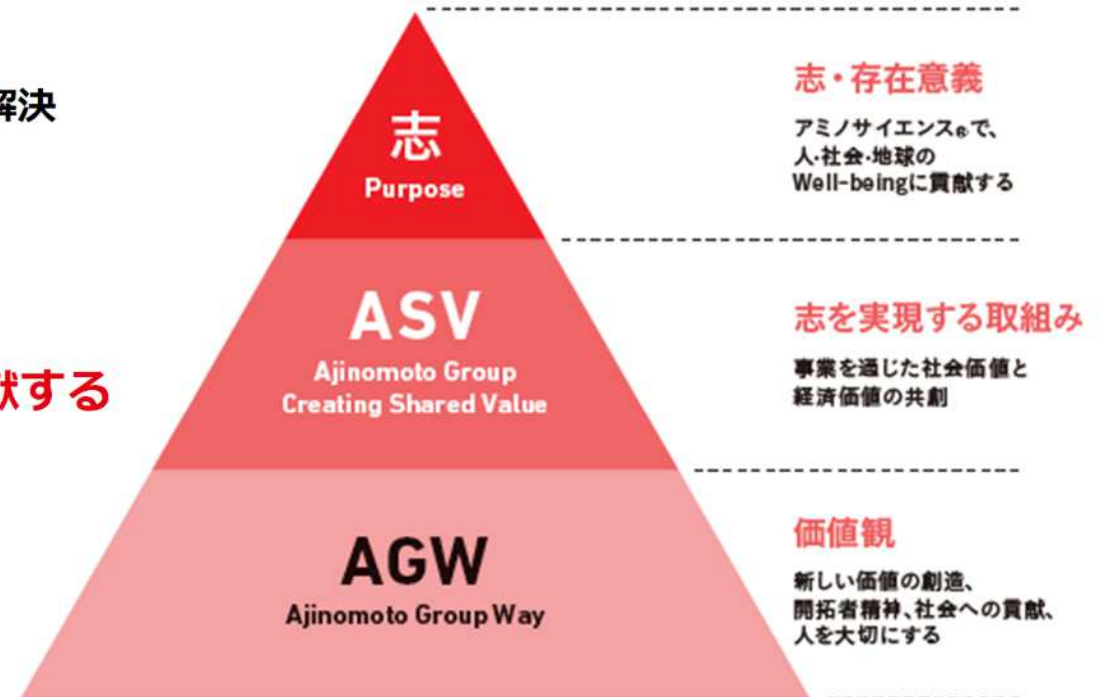 解決
献する
志
Purpose
志・存在意義
アミノサイエンス®で、
人・社会・地球の
Well-beingに貢献する
ASV
Ajinomoto Group
Creating Shared Value
志を実現する取組み
事業を通じた社会価値と
経済価値の共創
AGW
Ajinomoto Group Way
価値観
新しい価値の創造、
開拓者精神、社会への貢献、
人を大切にする